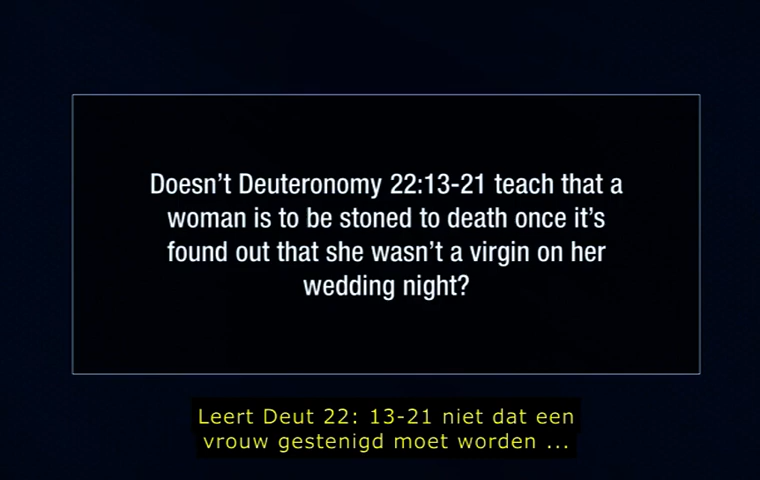 Doesn't Deuteronomy 22:13-21 teach that a
woman is to be stoned to death once it's
found out that she wasn't a virgin on her
wedding night?
Leert Deut 22: 13-21 niet dat een
vrouw gestenigd moet worden ...